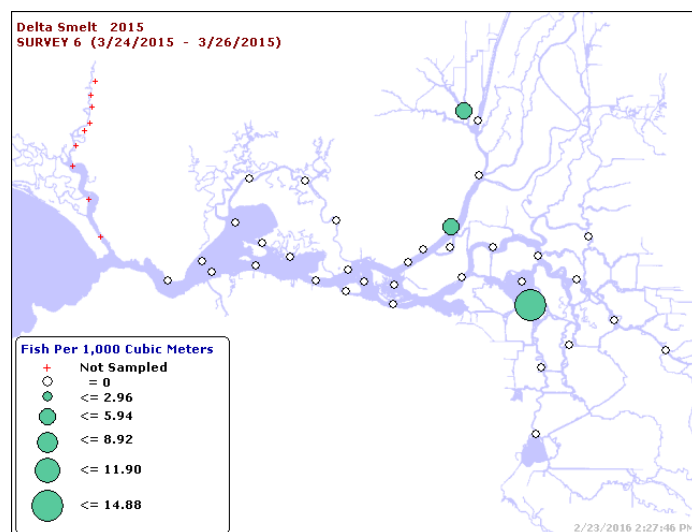 Delta Smelt 2015
SURVEY 6 (3/24/2015 - 3/26/2015)
Fish Per 1,000 Cubic Meters
Not Sampled
= 0
<= 2.96
<= 5.94
<= 8.92
<= 11.90
<= 14.88
2/23/2016 2:27:46 PM